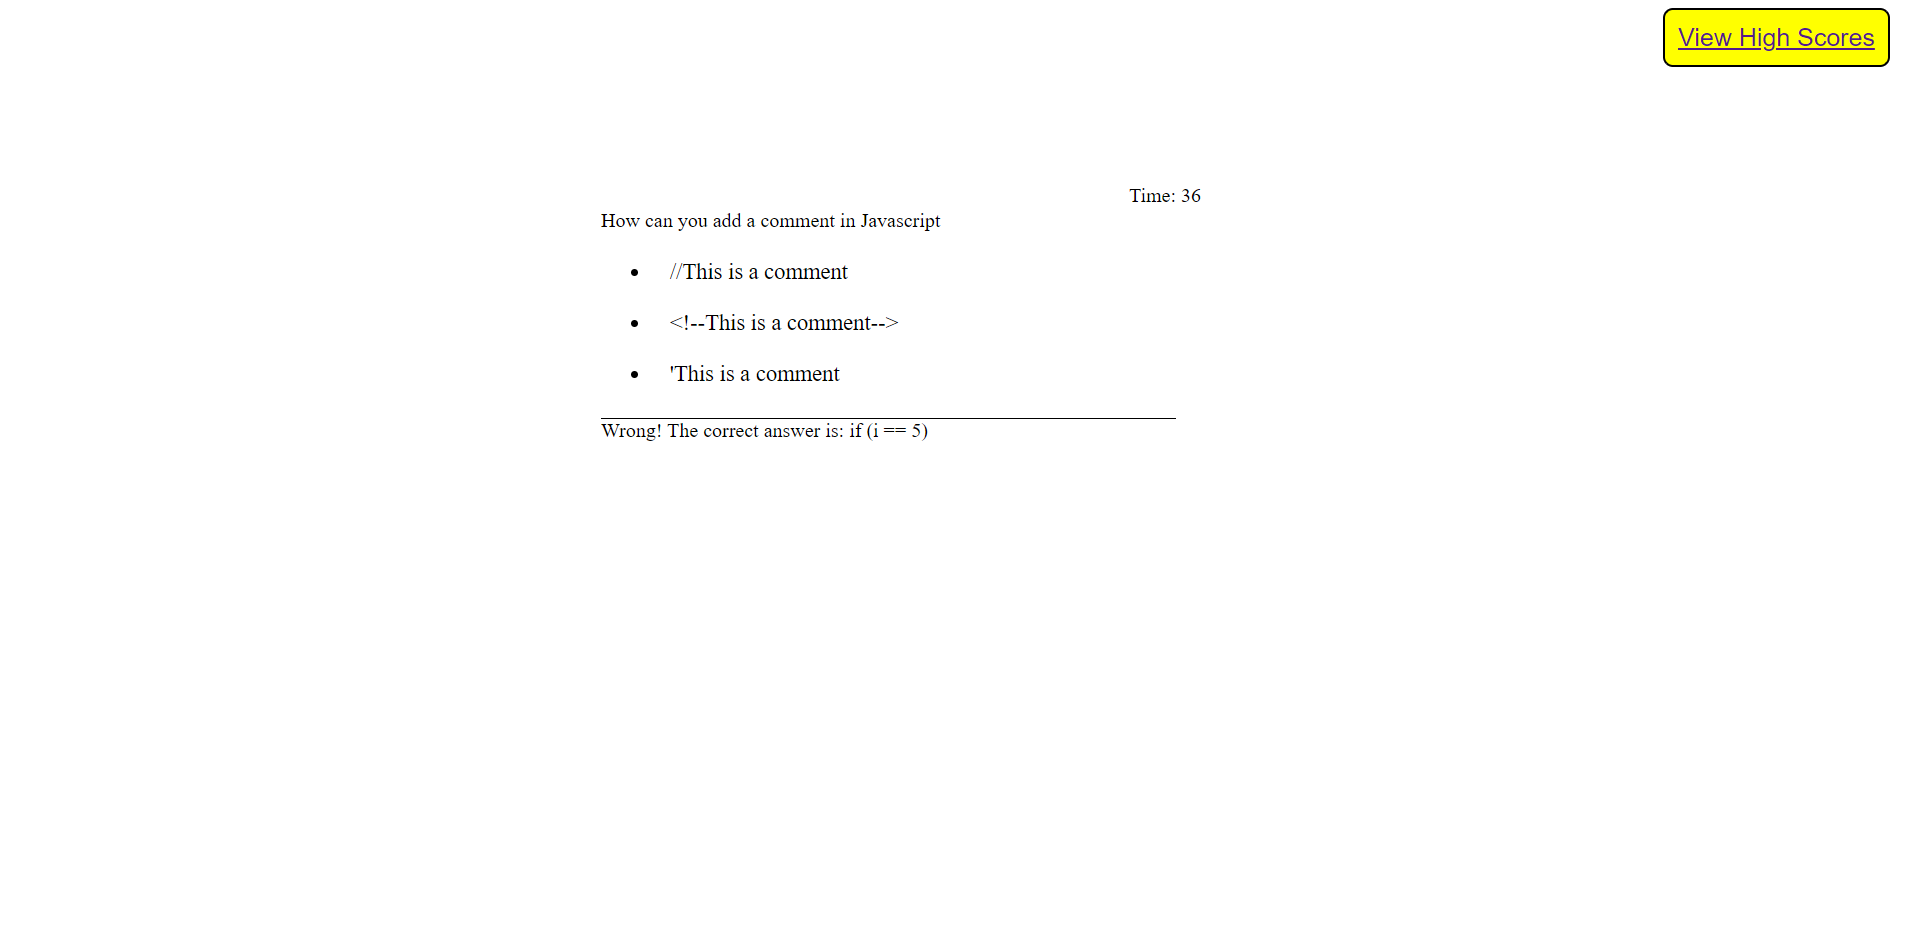 View High Scores
Time: 36
How can you add a comment in Javascript
//This is a comment
<!--This is a comment-->
'This is a comment
Wrong! The correct answer is: if (i == 5)